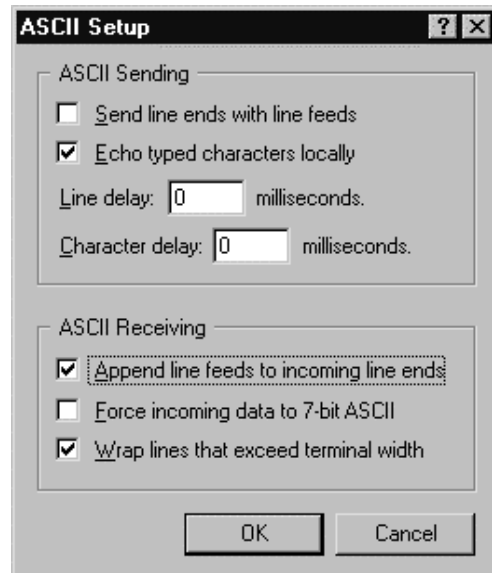 ASCII Setup
ASCII Sending
Send line ends with line feeds
Echo typed characters locally
Line delay: 0 milliseconds.
Character delay: 0 milliseconds.
ASCII Receiving
Append line feeds to incoming line ends
Force incoming data to 7-bit ASCII
Wrap lines that exceed terminal width
OK Cancel